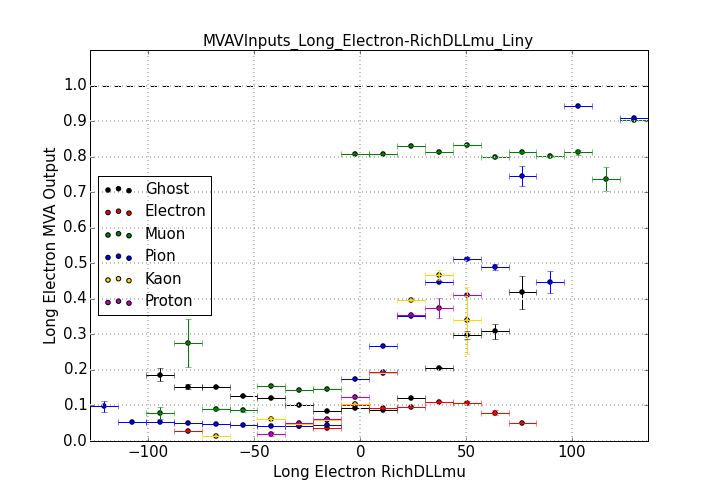 MVAVInputs_Long_Electron-RichDLLmu_Liny
Long Electron MVA Output
1.0
0.9
0.8
0.7
0.6
0.5
0.4
0.3
0.2
0.1
0.0
Ghost
Electron
Muon
Pion
Kaon
Proton
−100 −50 0 50 100
Long Electron RichDLLmu